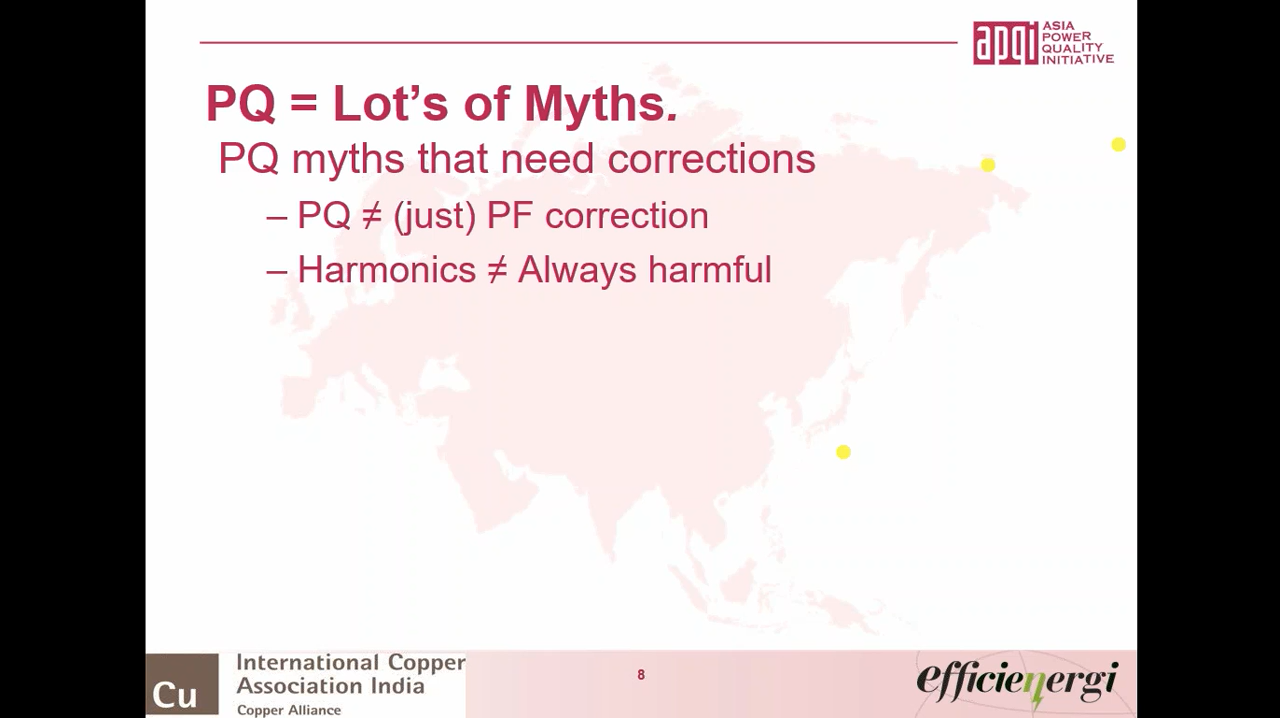 apqi ASIA
POWER
QUALITY
INITIATIVE
PQ = Lot’s of Myths.
PQ myths that need corrections
– PQ ≠ (just) PF correction
– Harmonics ≠ Always harmful
Cu
International Copper
Association India
Copper Alliance
8
efficienergi